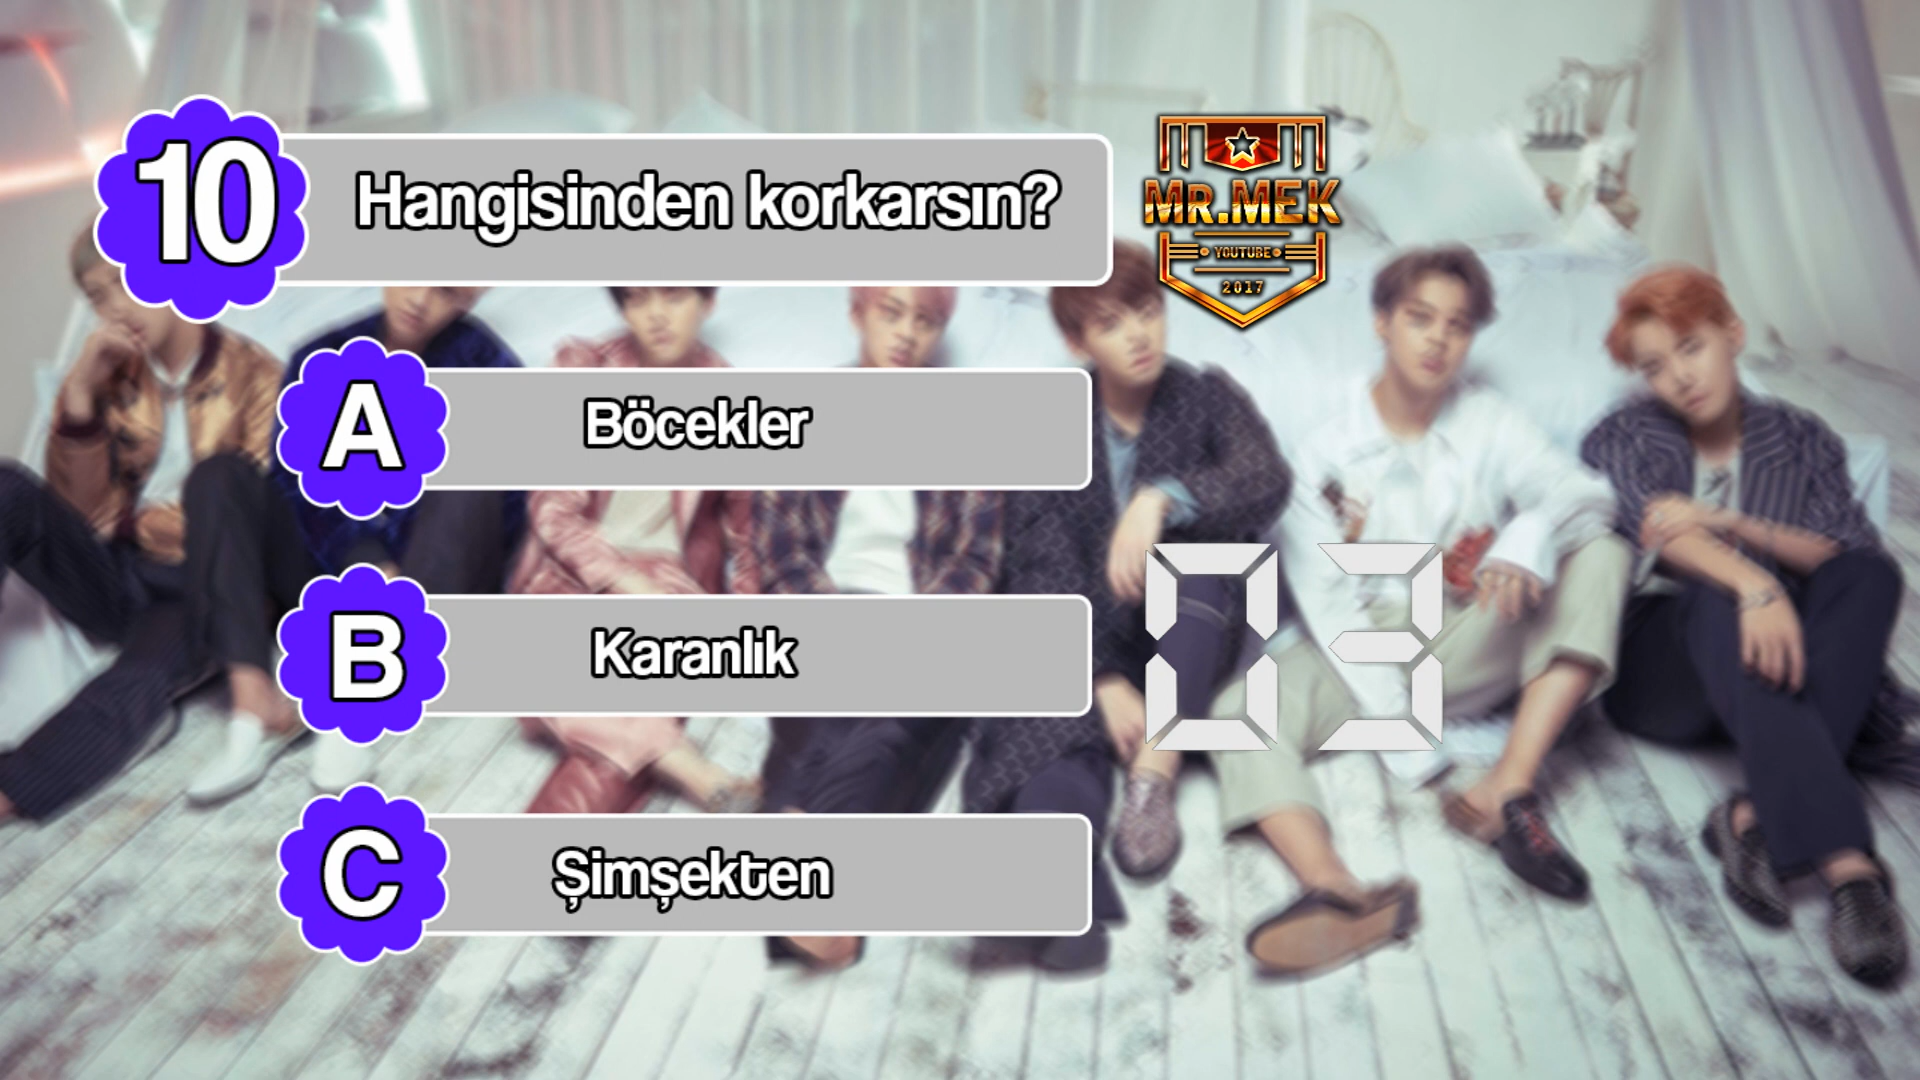 10
Hangisinden korkarsın?
MR.MEK
YOUTUBE
2017
A
Böcekler
B
Karanlık
03
C
Şimşekten